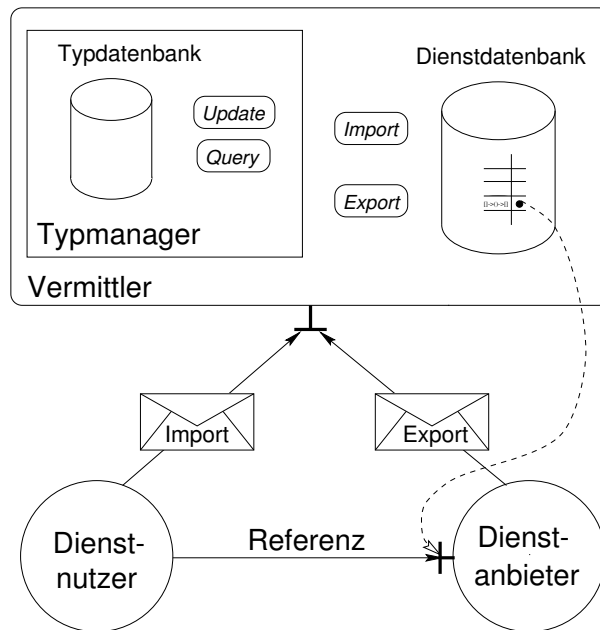 Typdatenbank
Dienstdatenbank
Update
Query
Import
Export
Typmanager
Vermittler
Import
Export
Dienst-
nutzer
Referenz
Dienst-
anbieter